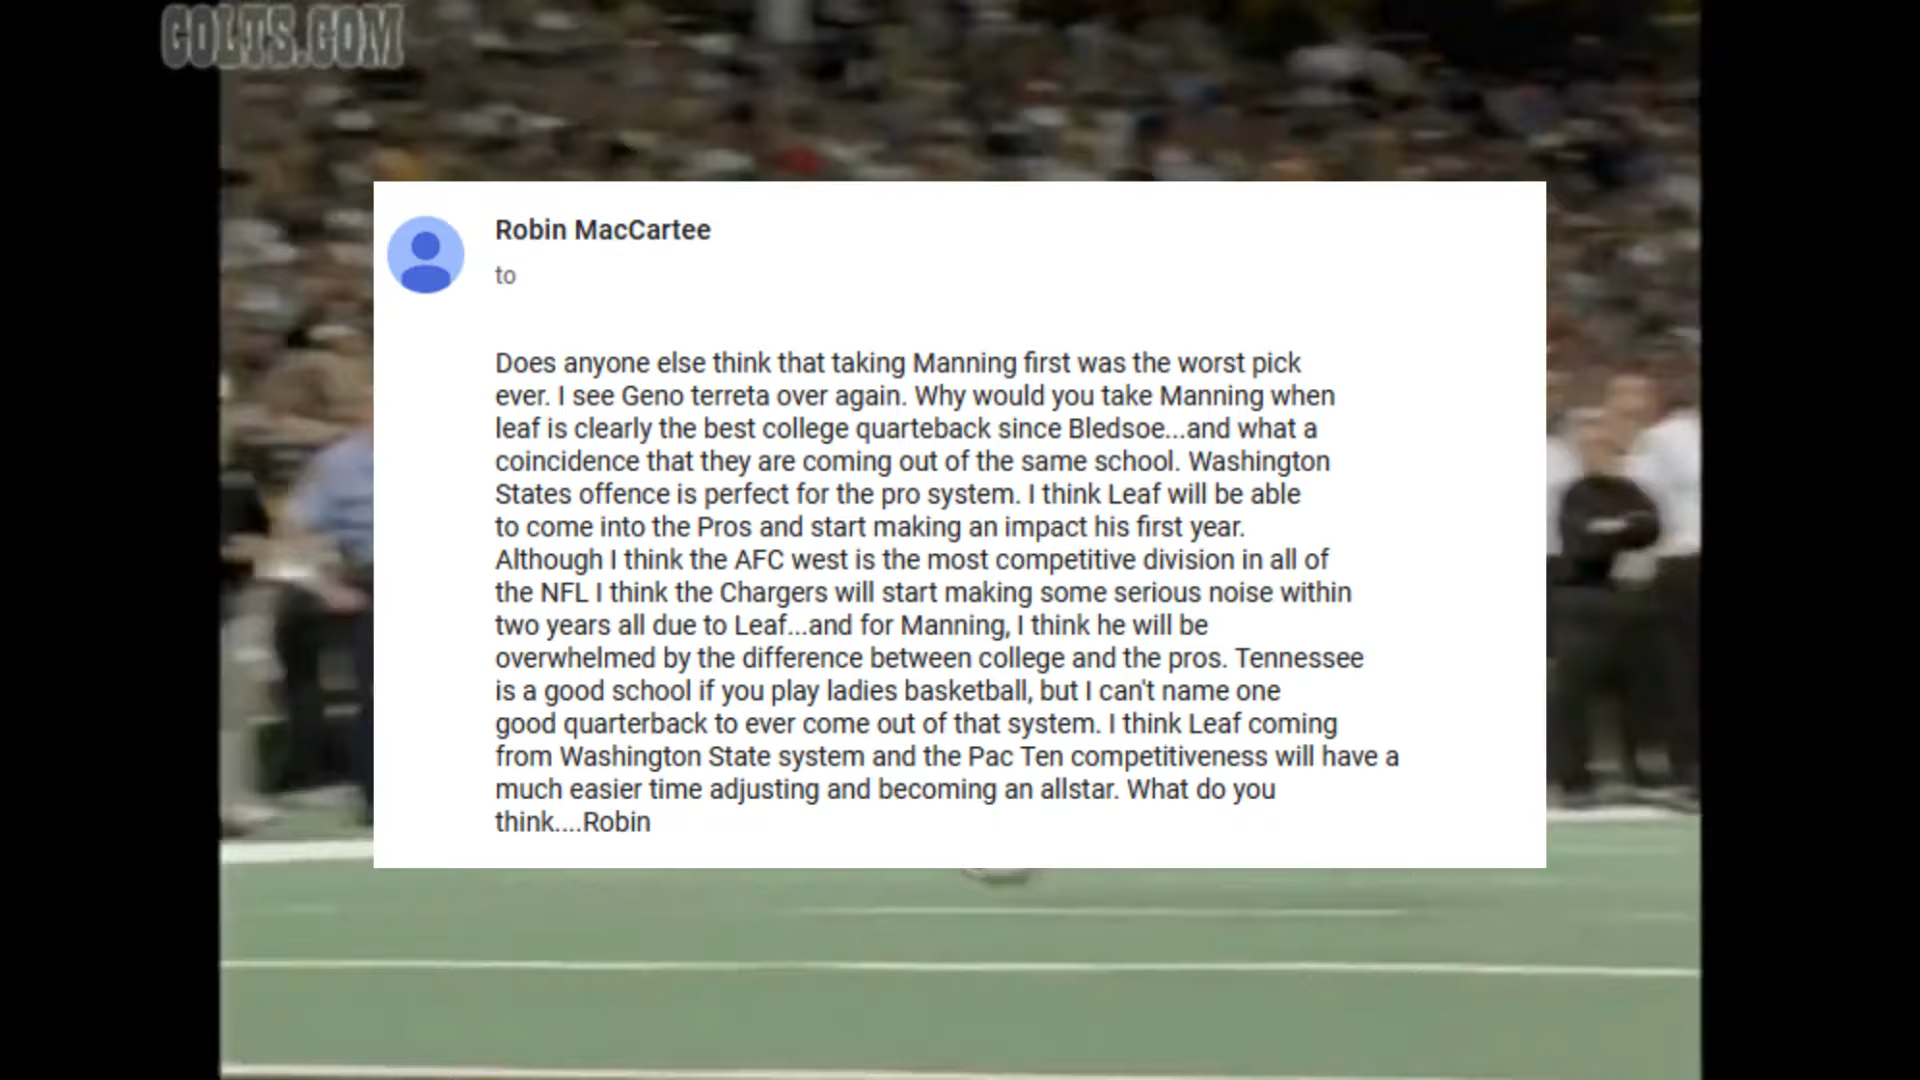 COLTS.COM
Robin MacCartee
to
Does anyone else think that taking Manning first was the worst pick
ever. I see Geno terreta over again. Why would you take Manning when
leaf is clearly the best college quarteback since Bledsoe...and what a
coincidence that they are coming out of the same school. Washington
States offence is perfect for the pro system. I think Leaf will be able
to come into the Pros and start making an impact his first year.
Although I think the AFC west is the most competitive division in all of
the NFL I think the Chargers will start making some serious noise within
two years all due to Leaf...and for Manning, I think he will be
overwhelmed by the difference between college and the pros. Tennessee
is a good school if you play ladies basketball, but I can't name one
good quarterback to ever come out of that system. I think Leaf coming
from Washington State system and the Pac Ten competitiveness will have a
much easier time adjusting and becoming an allstar. What do you
think....Robin